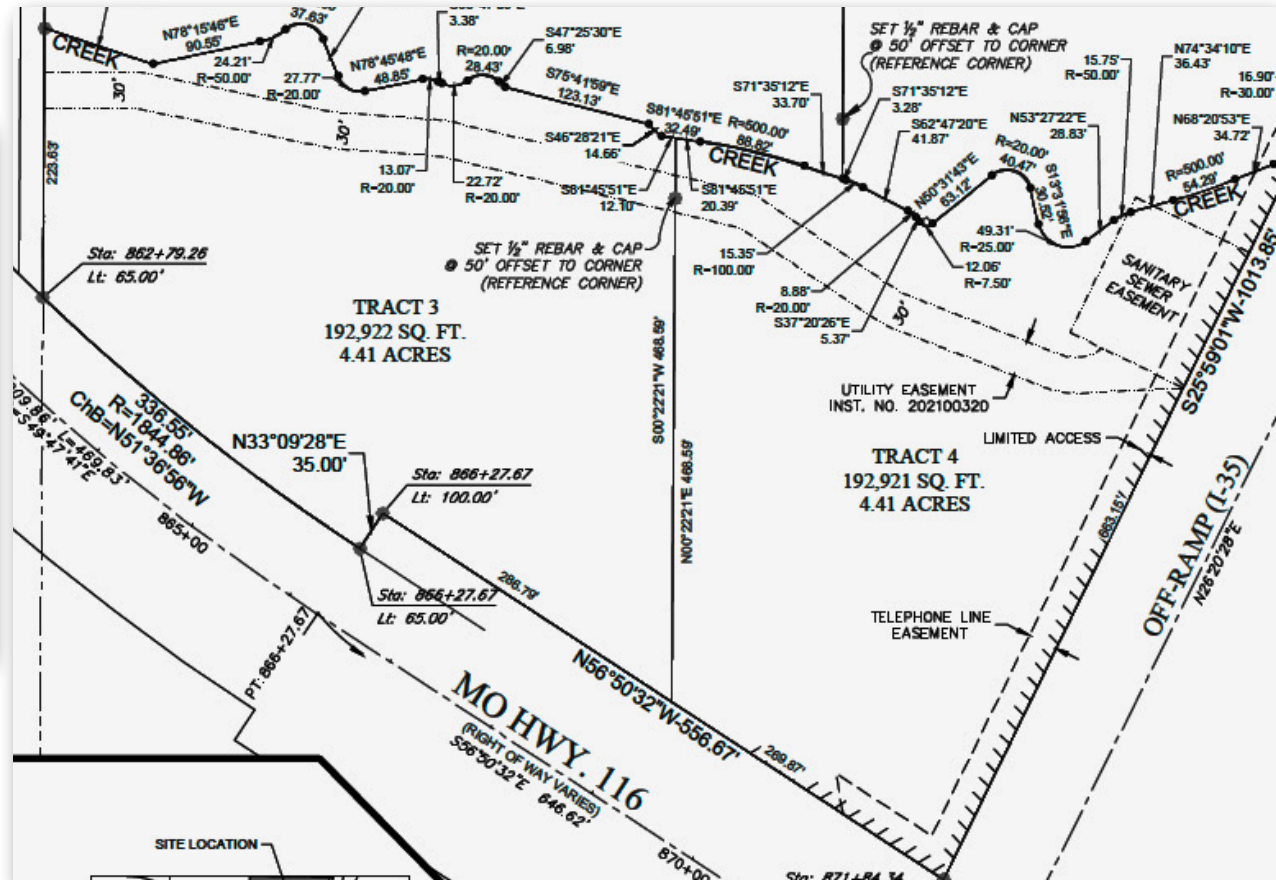 37.63'
3.38'
N78°15'46"E
90.55'
CREEK
24.21'
R=50.00'
30'
27.77'
R=20.00'
N78°45'48"E
48.85'
R=20.00'
28.43'
S47°25'30"E
6.98'
S75°41'59"E
123.13'
13.07'
R=20.00'
22.72'
R=20.00'
30'
S46°28'21"E
14.66'
S81°45'51"E
32.49'
R=500.00'
88.82'
CREEK
S81°45'51"E
12.10'
S81°45'51"E
20.39'
SET ½" REBAR & CAP
@ 50' OFFSET TO CORNER
(REFERENCE CORNER)
S71°35'12"E
33.70'
S71°35'12"E
3.28'
S62°47'20"E
41.87'
15.75'
R=50.00'
N74°34'10"E
36.43'
16.90'
R=30.00'
N53°27'22"E
28.83'
N68°20'53"E
34.72'
R=500.00'
54.29'
CREEK
N50°31'43"E
63.12'
R=20.00'
40.47'
S13°31'56"E
30.52'
49.31'
R=25.00'
12.06'
R=7.50'
15.35'
R=100.00'
8.88'
R=20.00'
S37°20'26"E
5.37'
30'
SANITARY
SEWER
EASEMENT
S25°59'01"W-1013.85'
223.63'
Sta: 862+79.26
Lt: 65.00'
SET ½" REBAR & CAP
@ 50' OFFSET TO CORNER
(REFERENCE CORNER)
TRACT 3
192,922 SQ. FT.
4.41 ACRES
S00°22'21"W 468.59'
N00°22'21"E 468.59'
UTILITY EASEMENT
INST. NO. 202100320
LIMITED ACCESS
TRACT 4
192,921 SQ. FT.
4.41 ACRES
(663.15')
OFF-RAMP (I-35)
N26°20'28"E
TELEPHONE LINE
EASEMENT
336.55'
R=1844.86'
ChB=N51°36'56"W
L=469.83'
S49°47'41"E
865+00
N33°09'28"E
35.00'
Sta: 866+27.67
Lt: 100.00'
Sta: 866+27.67
Lt: 65.00'
286.79'
PT: 866+27.67
N56°50'32"W-556.67'
269.87'
MO HWY. 116
(RIGHT OF WAY VARIES)
S56°50'32"E 646.62'
870+00
Sta: 871+84.34
SITE LOCATION